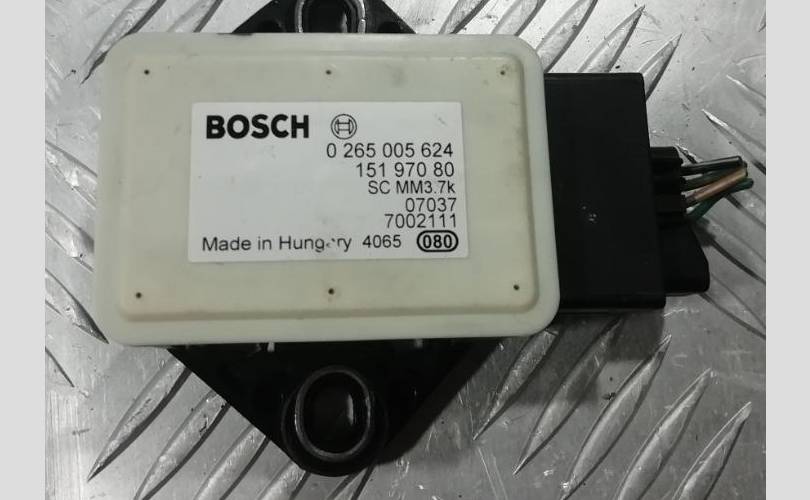 BOSCH
0 265 005 624
151 970 80
SC MM3.7k
07037
7002111
Made in Hungary 4065 080